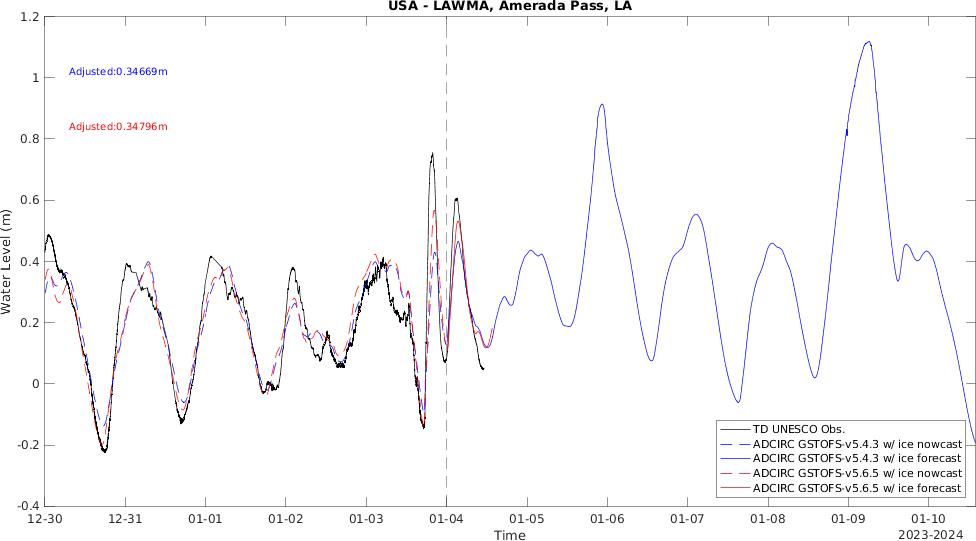 USA - LAWMA, Amerada Pass, LA
1.2
1
0.8
0.6
0.4
0.2
0
-0.2
-0.4
Water Level (m)
Adjusted:0.34669m
Adjusted:0.34796m
TD UNESCO Obs.
ADCIRC GSTOFS-v5.4.3 w/ ice nowcast
ADCIRC GSTOFS-v5.4.3 w/ ice forecast
ADCIRC GSTOFS-v5.6.5 w/ ice nowcast
ADCIRC GSTOFS-v5.6.5 w/ ice forecast
12-30 12-31 01-01 01-02 01-03 01-04 01-05 01-06 01-07 01-08 01-09 01-10
Time
2023-2024